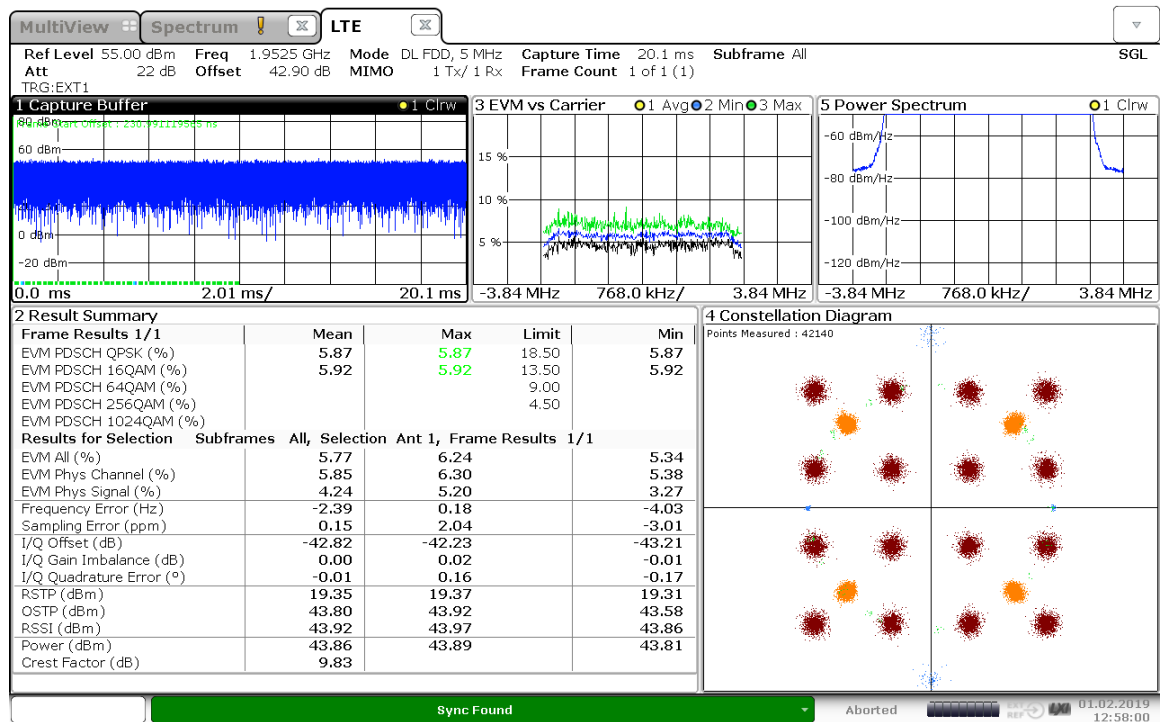 MultiView Spectrum LTE
Ref Level 55.00 dBm Freq 1.9525 GHz Mode DL FDD, 5 MHz Capture Time 20.1 ms Subframe All SGL
Att 22 dB Offset 42.90 dB MIMO 1 Tx/ 1 Rx Frame Count 1 of 1 (1)
TRG:EXT1
1 Capture Buffer 1 Clrw
80 dBm
60 dBm
0 dBm
-20 dBm
0.0 ms 2.01 ms/ 20.1 ms
3 EVM vs Carrier 1 Avg 2 Min 3 Max
15 %
10 %
5 %
-3.84 MHz 768.0 kHz/ 3.84 MHz
5 Power Spectrum 1 Clrw
-60 dBm/Hz
-80 dBm/Hz
-100 dBm/Hz
-120 dBm/Hz
-3.84 MHz 768.0 kHz/ 3.84 MHz
2 Result Summary
Frame Results 1/1 Mean Max Limit Min
EVM PDSCH QPSK (%) 5.87 5.87 18.50 5.87
EVM PDSCH 16QAM (%) 5.92 5.92 13.50 5.92
EVM PDSCH 64QAM (%) 9.00
EVM PDSCH 256QAM (%) 4.50
EVM PDSCH 1024QAM (%)
Results for Selection Subframes All, Selection Ant 1, Frame Results 1/1
EVM All (%) 5.77 6.24 5.34
EVM Phys Channel (%) 5.85 6.30 5.38
EVM Phys Signal (%) 4.24 5.20 3.27
Frequency Error (Hz) -2.39 0.18 -4.03
Sampling Error (ppm) 0.15 2.04 -3.01
I/Q Offset (dB) -42.82 -42.23 -43.21
I/Q Gain Imbalance (dB) 0.00 0.02 -0.01
I/Q Quadrature Error (°) -0.01 0.16 -0.17
RSTP (dBm) 19.35 19.37 19.31
OSTP (dBm) 43.80 43.92 43.58
RSSI (dBm) 43.92 43.97 43.86
Power (dBm) 43.86 43.89 43.81
Crest Factor (dB) 9.83
4 Constellation Diagram
Points Measured : 42140
Sync Found
Aborted
01.02.2019
12:58:00